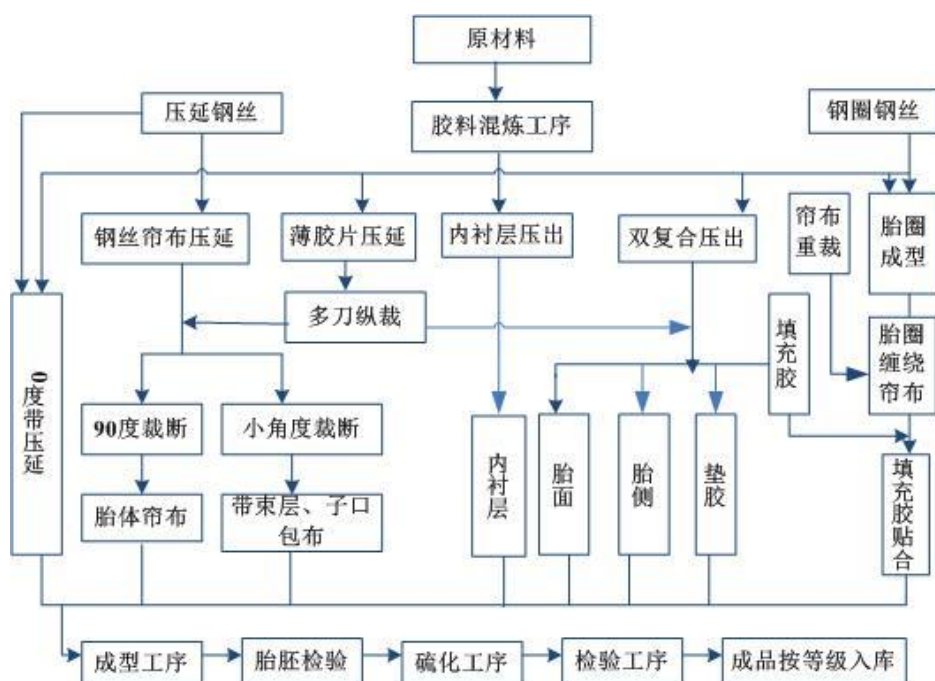 原材料
压延钢丝
胶料混炼工序
钢圈钢丝
钢丝帘布压延
薄胶片压延
内衬层压出
双复合压出
帘布
重裁
胎圈
成型
多刀纵裁
0度带压延
填充胶
胎圈
缠绕
帘布
90度裁断
小角度裁断
内衬层
胎面
胎侧
垫胶
填充胶贴合
胎体帘布
带束层、子口
包布
成型工序
胎胚检验
硫化工序
检验工序
成品按等级入库